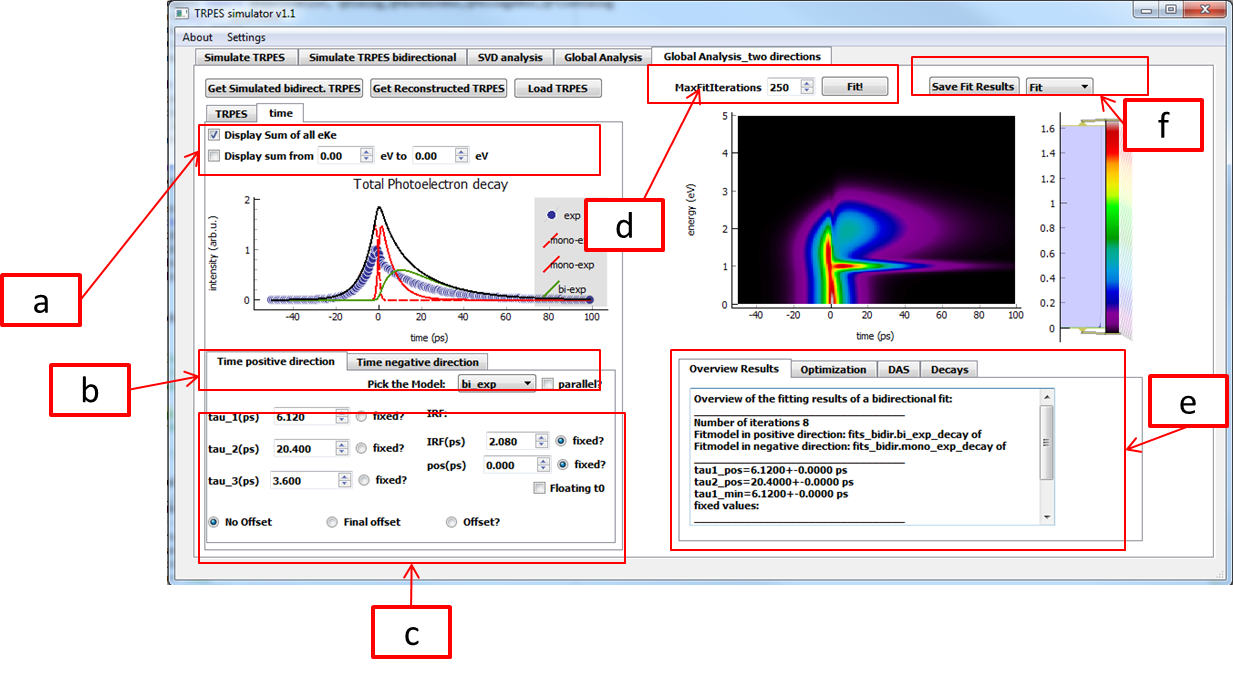 TRPES simulator v1.1
About Settings
Simulate TRPES Simulate TRPES bidirectional SVD analysis Global Analysis Global Analysis_two directions
Get Simulated bidirect. TRPES Get Reconstructed TRPES Load TRPES
MaxFitIterations 250 Fit!
Save Fit Results Fit
TRPES time
Display Sum of all eKe
Display sum from 0.00 eV to 0.00 eV
Total Photoelectron decay
intensity (arb.u.)
2
1
0
-40 -20 0 20 40 60 80 100
time (ps)
exp
mono-ex
mono-exp
bi-exp
energy (eV)
5
4
3
2
1
0
-40 -20 0 20 40 60 80 100
time (ps)
1.6
1.4
1.2
1
0.8
0.6
0.4
0.2
0
Time positive direction Time negative direction
Pick the Model: bi_exp parallel?
tau_1(ps) 6.120 fixed?
tau_2(ps) 20.400 fixed?
tau_3(ps) 3.600 fixed?
IRF:
IRF(ps) 2.080 fixed?
pos(ps) 0.000 fixed?
Floating t0
No Offset Final offset Offset?
Overview Results Optimization DAS Decays
Overview of the fitting results of a bidirectional fit:
Number of iterations 8
Fitmodel in positive direction: fits_bidir.bi_exp_decay of
Fitmodel in negative direction: fits_bidir.mono_exp_decay of
tau1_pos=6.1200+-0.0000 ps
tau2_pos=20.4000+-0.0000 ps
tau1_min=6.1200+-0.0000 ps
fixed values:
a
b
c
d
e
f